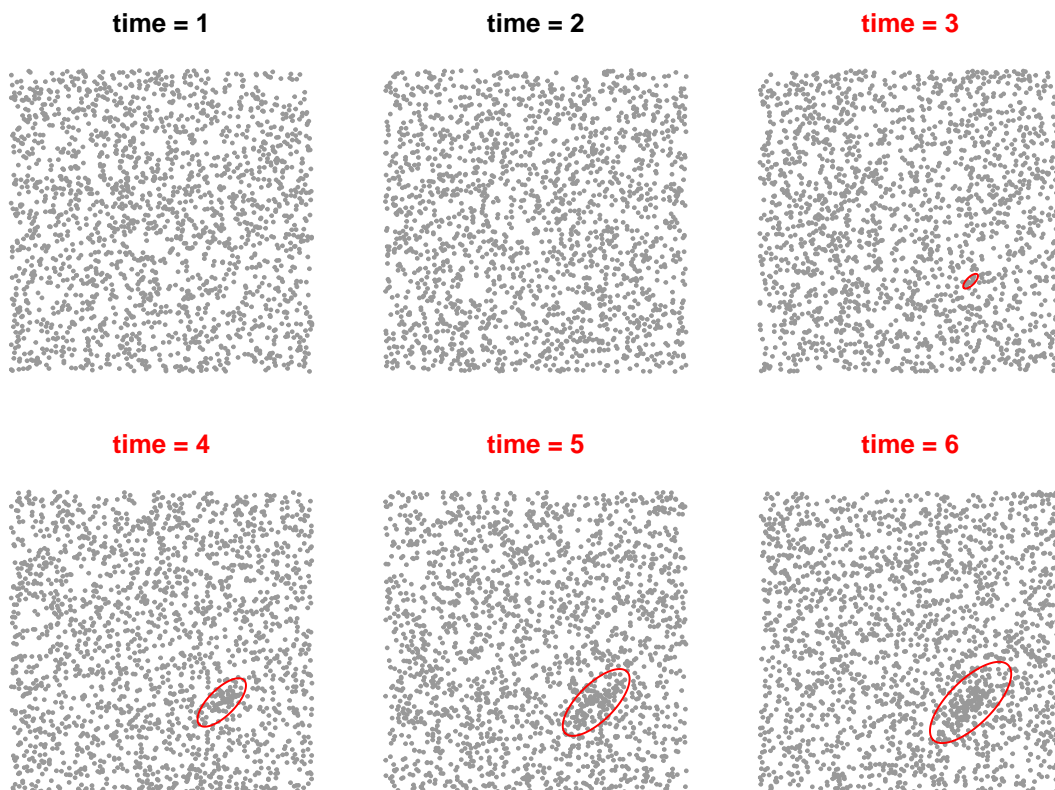 time = 1
time = 2
time = 3
time = 4
time = 5
time = 6